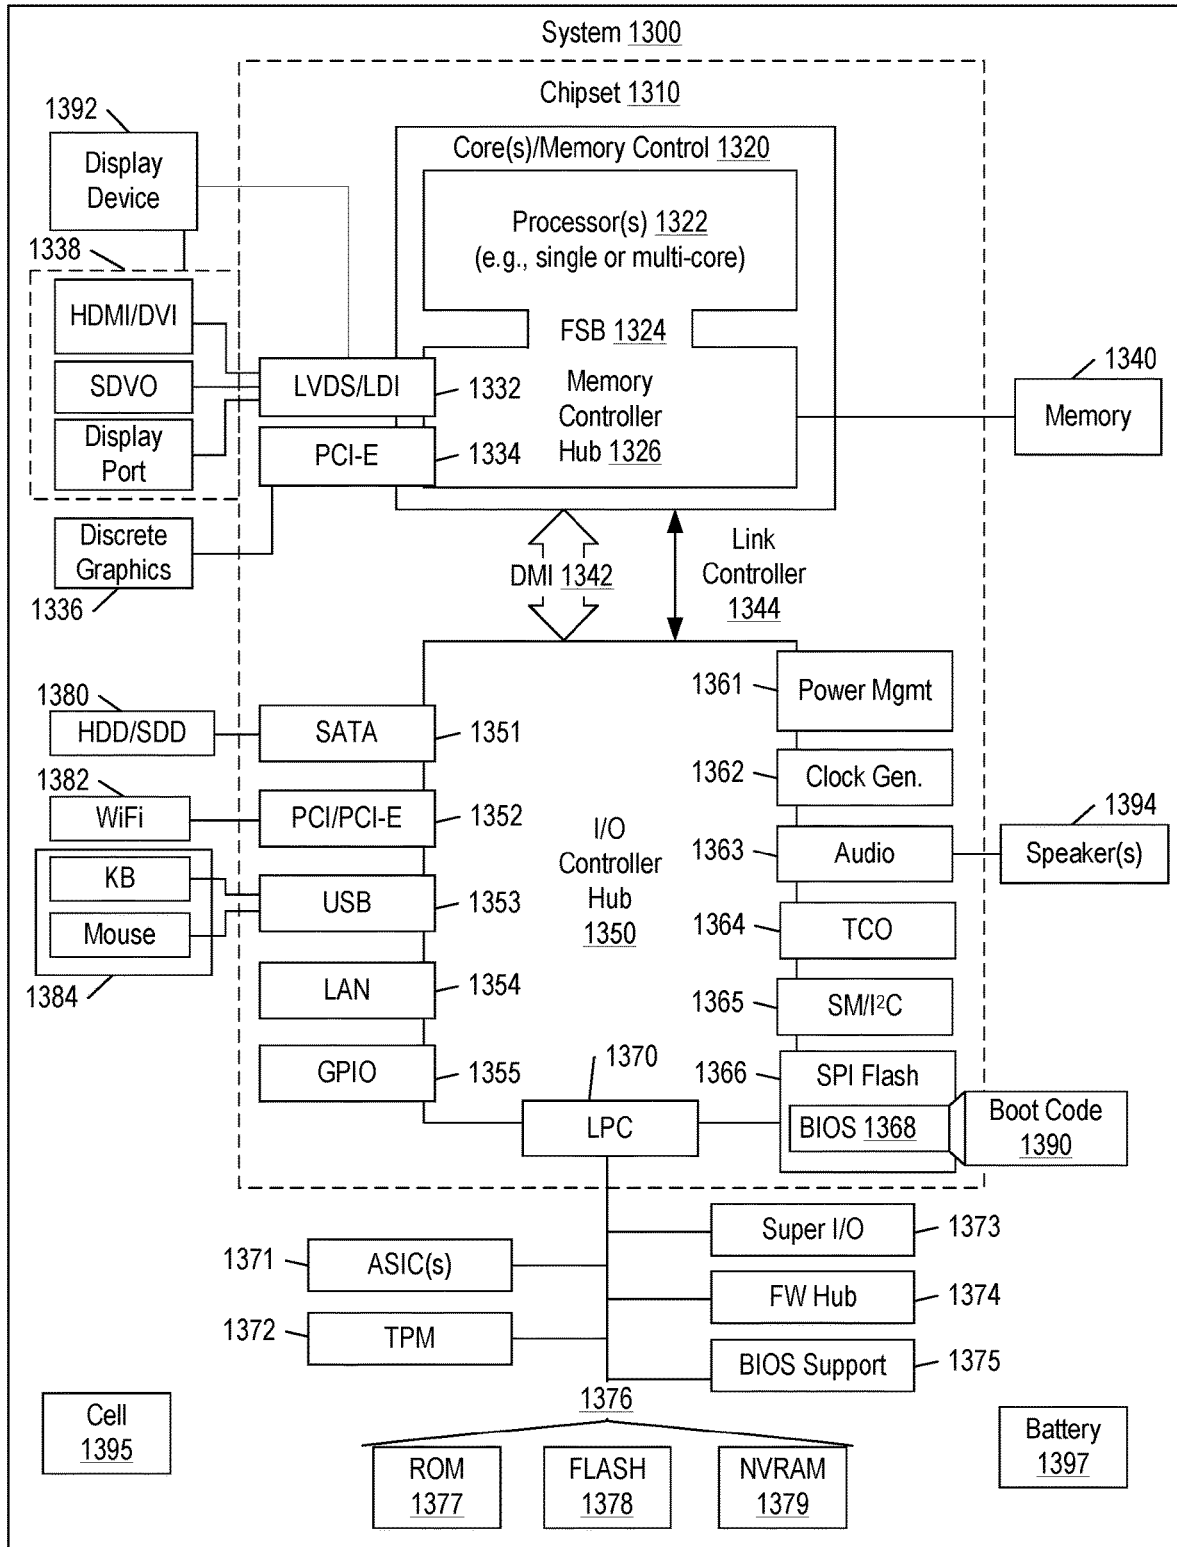 System 1300
Chipset 1310
1392
Display
Device
Core(s)/Memory Control 1320
Processor(s) 1322
(e.g., single or multi-core)
1338
HDMI/DVI
SDVO
Display
Port
FSB 1324
LVDS/LDI
1332
PCI-E
1334
Memory
Controller
Hub 1326
1340
Memory
Discrete
Graphics
1336
DMI 1342
Link
Controller
1344
1380
HDD/SDD
SATA
1351
1382
WiFi
PCI/PCI-E
1352
KB
Mouse
1384
USB
1353
LAN
1354
GPIO
1355
I/O
Controller
Hub
1350
1361
Power Mgmt
1362
Clock Gen.
1363
Audio
1394
Speaker(s)
1364
TCO
1365
SM/I²C
1366
SPI Flash
BIOS 1368
Boot Code
1390
1370
LPC
1371
ASIC(s)
1372
TPM
Super I/O
1373
FW Hub
1374
BIOS Support
1375
1376
Cell
1395
ROM
1377
FLASH
1378
NVRAM
1379
Battery
1397